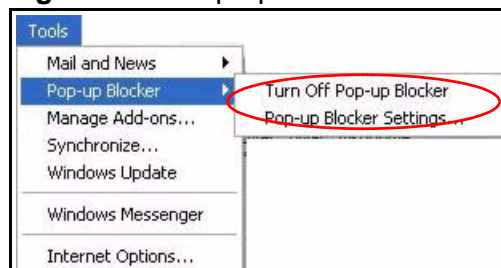 Tools
Mail and News
Pop-up Blocker
Turn Off Pop-up Blocker
Manage Add-ons...
Pop-up Blocker Settings...
Synchronize...
Windows Update
Windows Messenger
Internet Options...